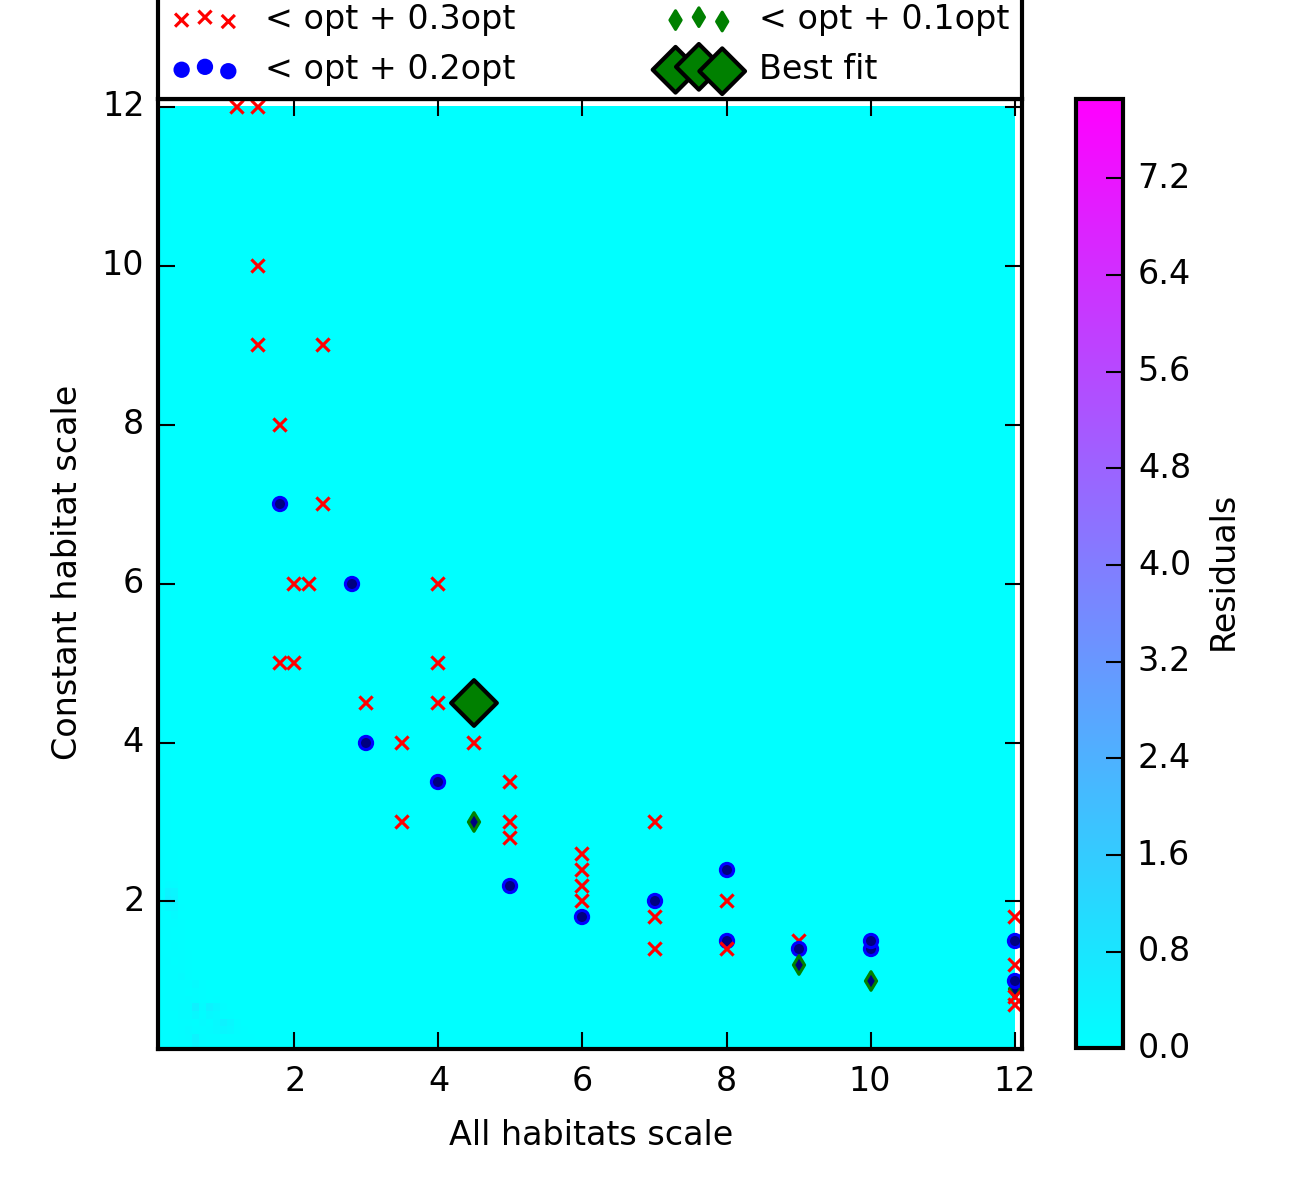 < opt + 0.3opt
< opt + 0.1opt
< opt + 0.2opt
Best fit
12
10
8
6
4
2
Constant habitat scale
2 4 6 8 10 12
All habitats scale
7.2
6.4
5.6
4.8
4.0
3.2
2.4
1.6
0.8
0.0
Residuals